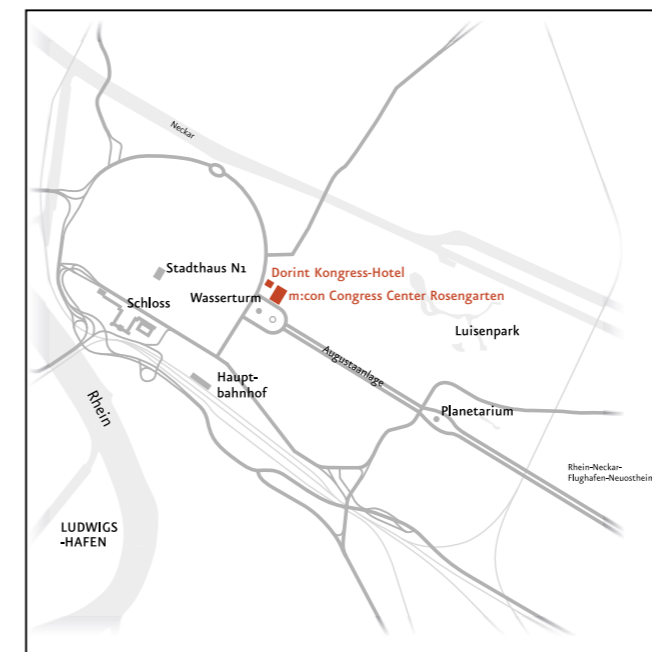 Neckar
Stadthaus N1
Dorint Kongress-Hotel
Wasserturm
m:con Congress Center Rosengarten
Schloss
Luisenpark
Augustaanlage
Haupt-
bahnhof
Rhein
Planetarium
Rhein-Neckar-
Flughafen-Neuostheim
LUDWIGS
-HAFEN